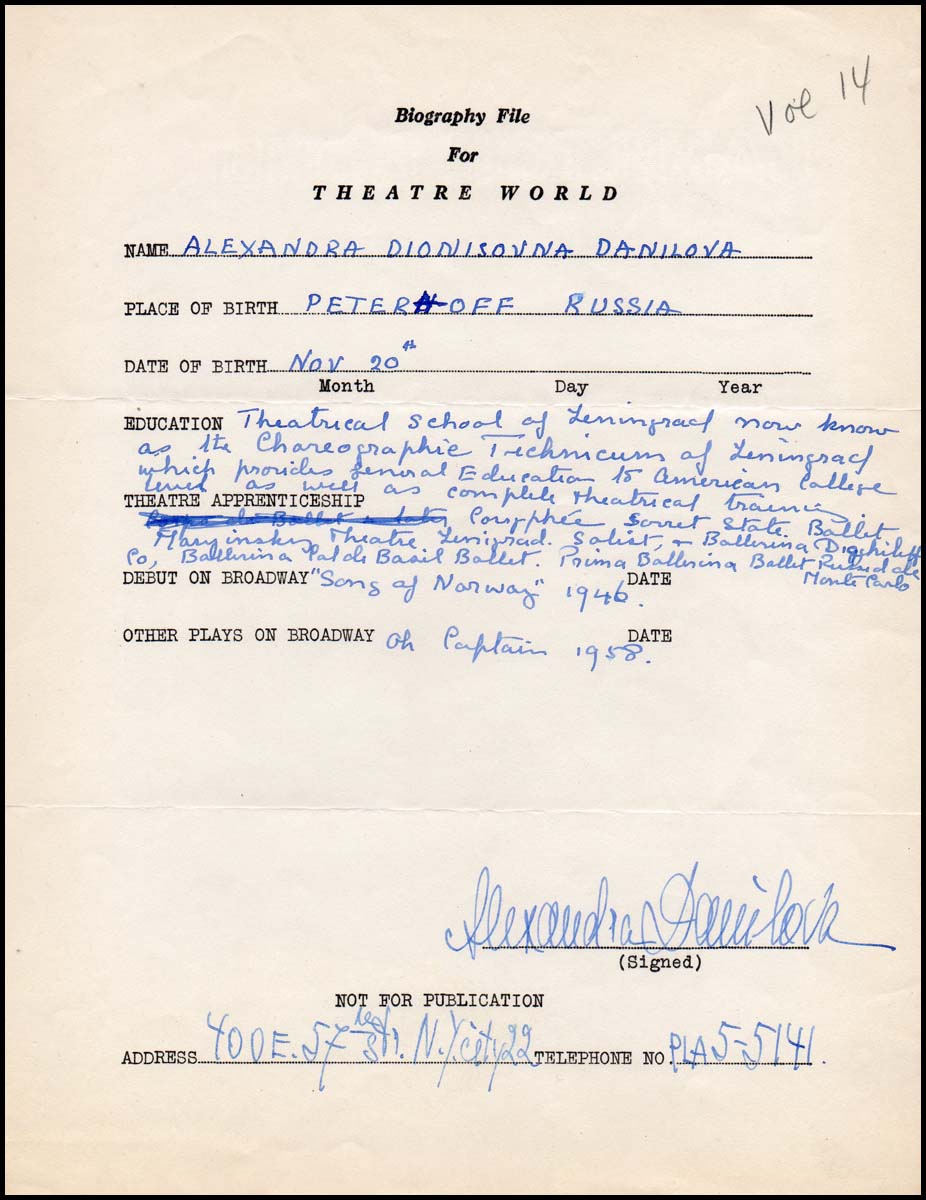 Vol 14
Biography File
For
THEATRE WORLD
NAME ALEXANDRA DIONISOVNA DANILOVA
PLACE OF BIRTH PETERHOFF RUSSIA
DATE OF BIRTH NOV 20th
Month Day Year
EDUCATION Theatrical School of Leningrad now know
as the Choreographic Technicum of Leningrad
which provides general Education to American College
level as well as complete theatrical training
THEATRE APPRENTICESHIP
Coryphée Soviet State Ballet
Maryinsky Theatre Lenigrad. Solist + Ballerina Diaghileff
Co, Ballerina Col de Basil Ballet. Prima Ballerina Ballet Russe de
Monte Carlo
DEBUT ON BROADWAY "Song of Norway" 1946. DATE
OTHER PLAYS ON BROADWAY Oh Captain 1958. DATE
Alexandra Danilova
(Signed)
NOT FOR PUBLICATION
ADDRESS 400 E. 57 Str. N.Y. city 22 TELEPHONE NO. PLA 5-5141.